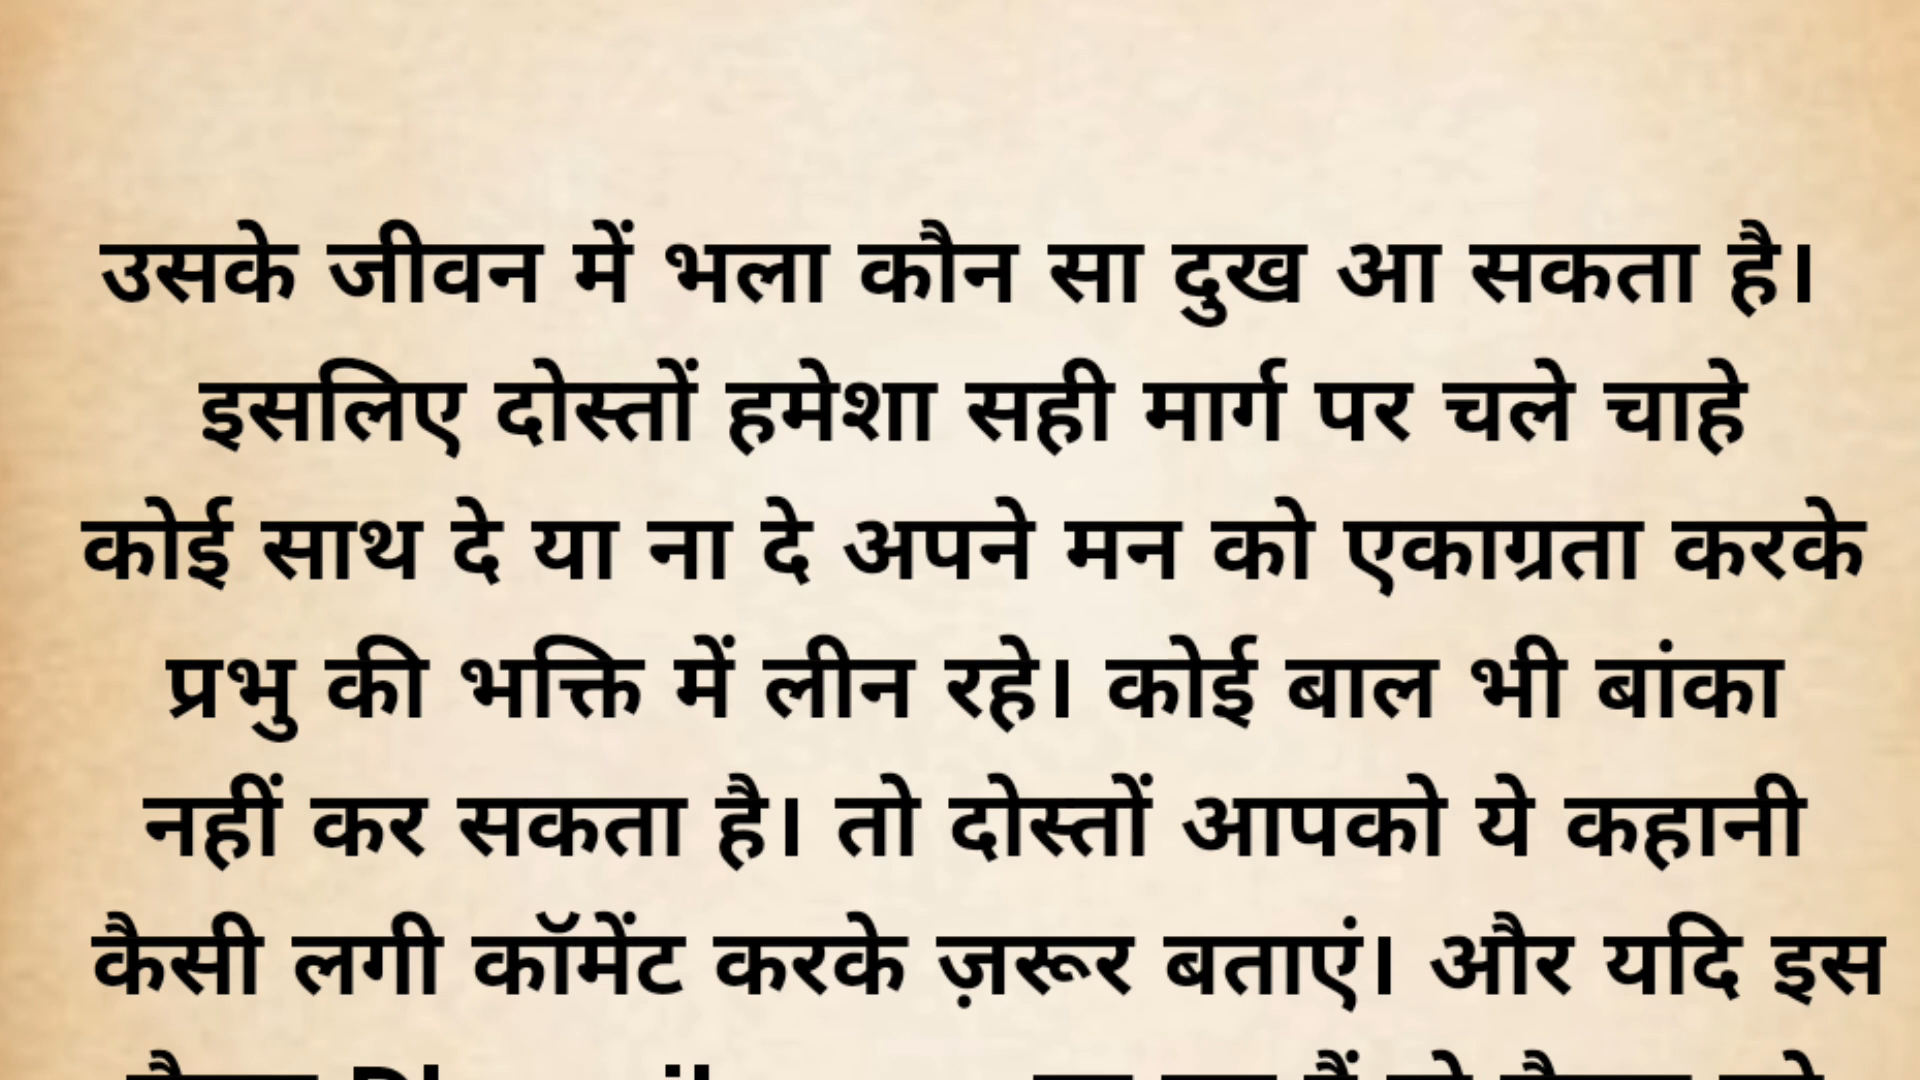 उसके जीवन में भला कौन सा दुख आ सकता है।
इसलिए दोस्तों हमेशा सही मार्ग पर चले चाहे
कोई साथ दे या ना दे अपने मन को एकाग्रता करके
प्रभु की भक्ति में लीन रहे। कोई बाल भी बांका
नहीं कर सकता है। तो दोस्तों आपको ये कहानी
कैसी लगी कॉमेंट करके ज़रूर बताएं। और यदि इस